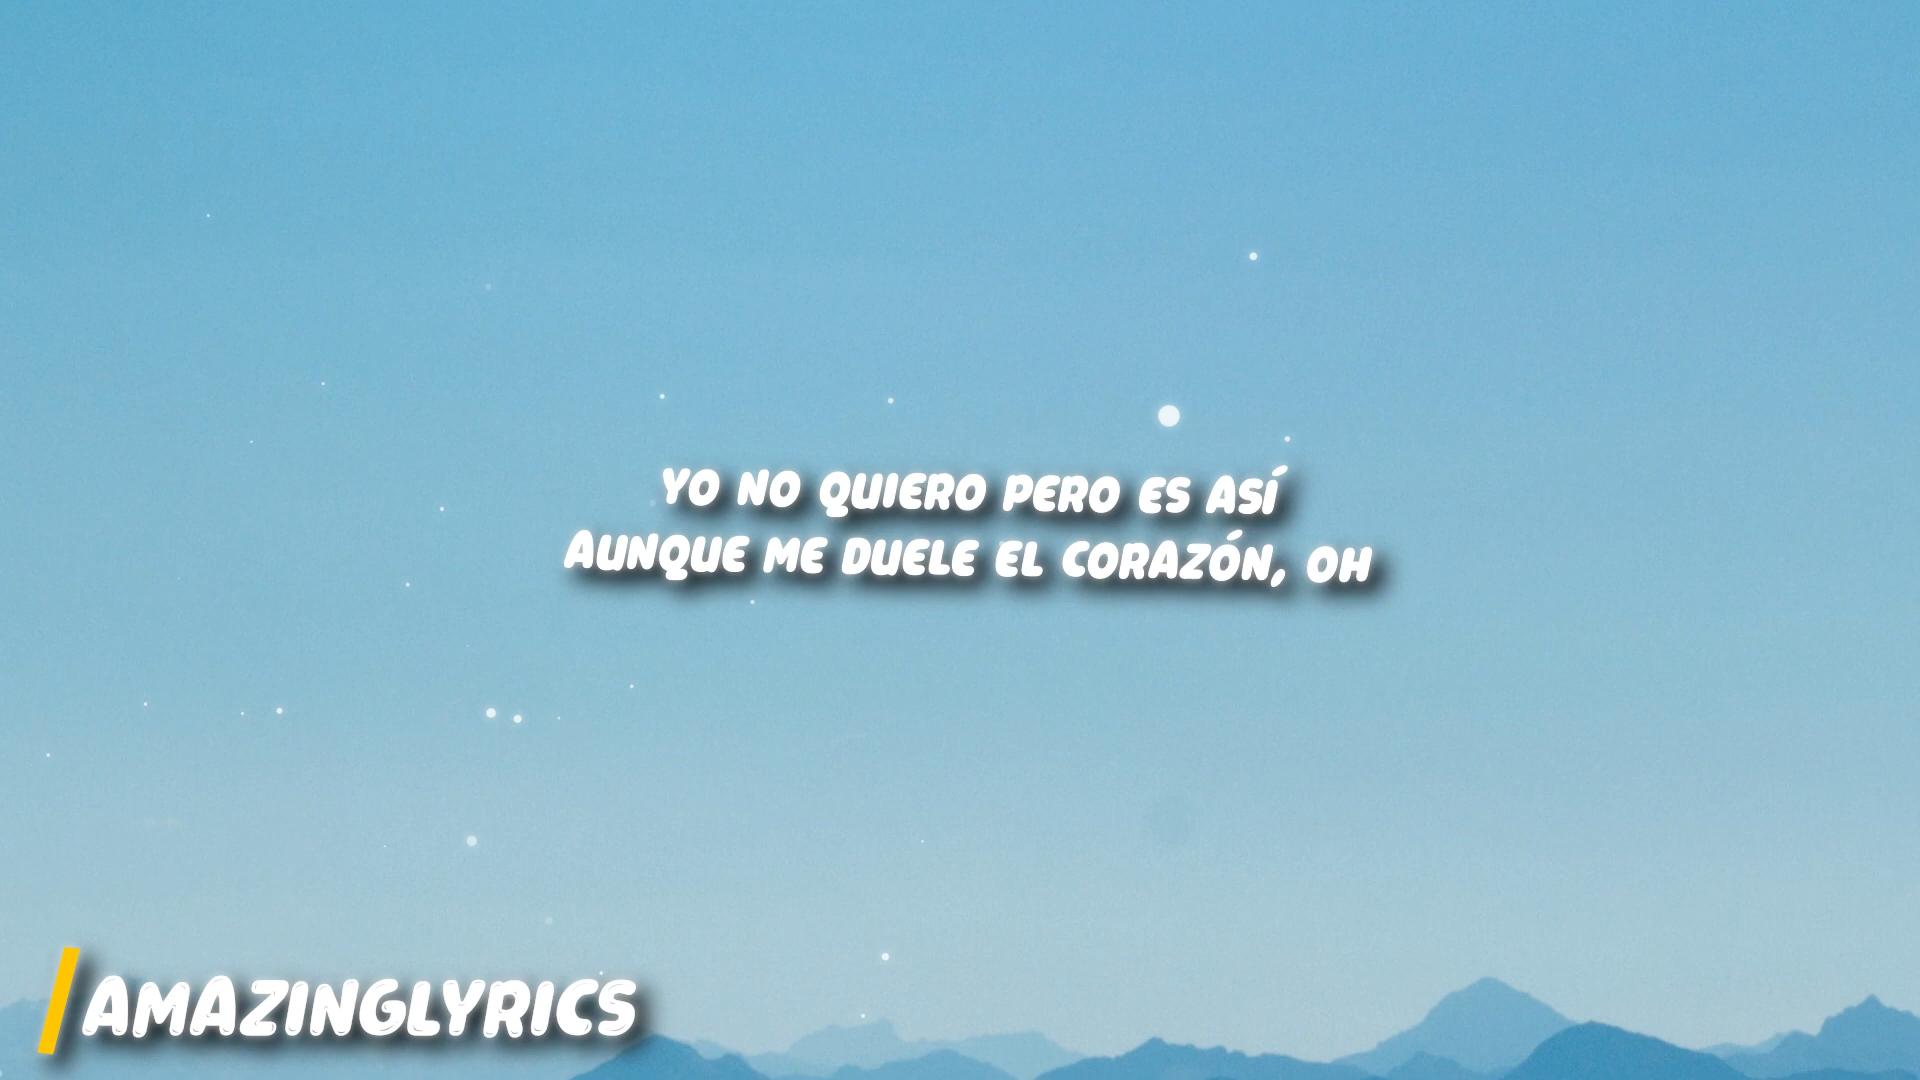 YO NO QUIERO PERO ES ASÍ
AUNQUE ME DUELE EL CORAZÓN, OH
AMAZINGLYRICS